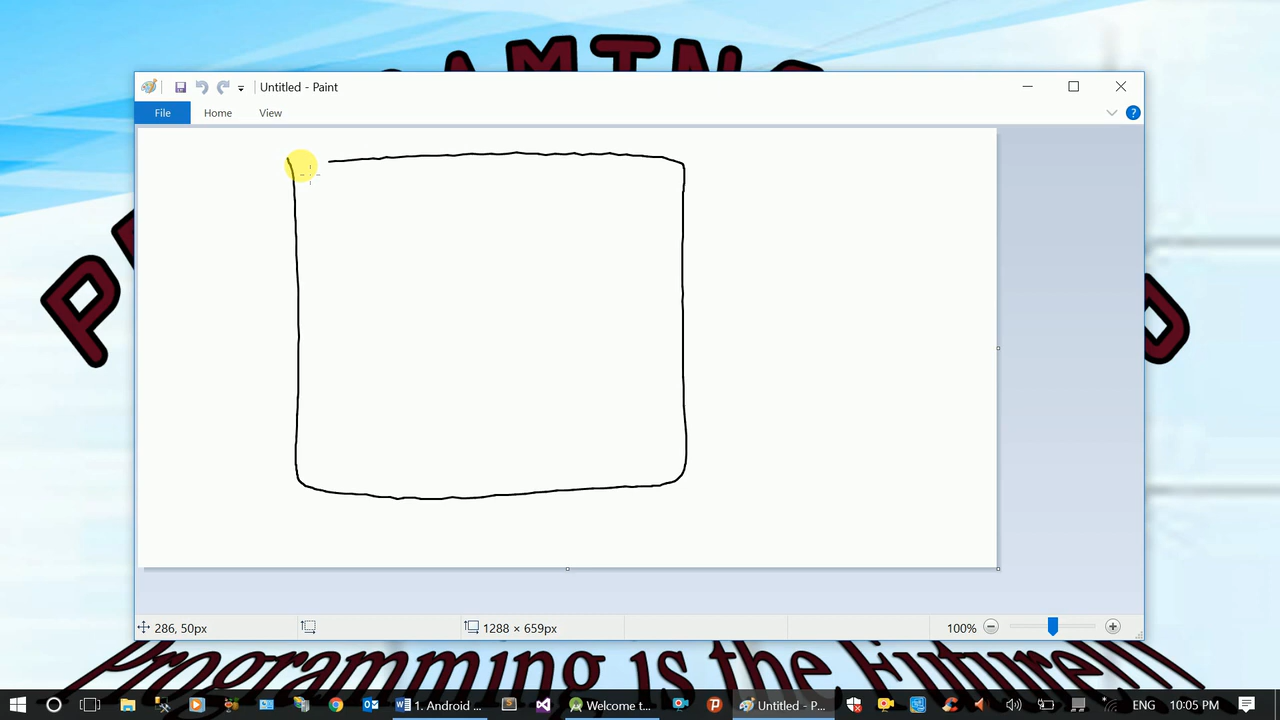 Untitled - Paint
File
Home
View
?
286, 50px
1288 × 659px
100%
Programming is the Future!!!
1. Android ...
Welcome t...
Untitled - P...
ENG
10:05 PM